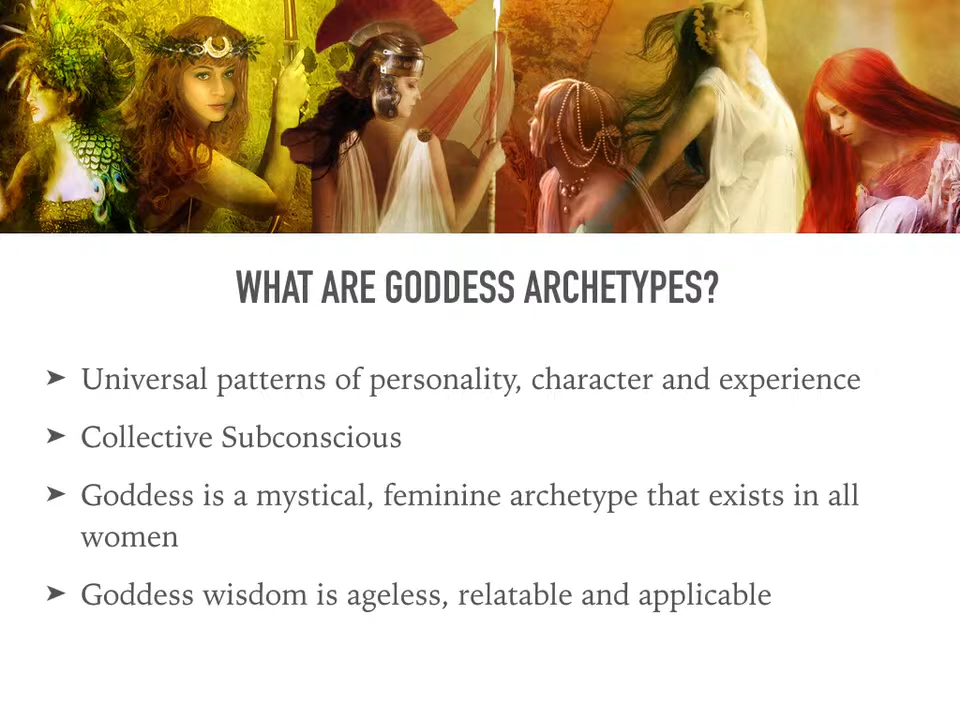 WHAT ARE GODDESS ARCHETYPES?
➤ Universal patterns of personality, character and experience
➤ Collective Subconscious
➤ Goddess is a mystical, feminine archetype that exists in all
women
➤ Goddess wisdom is ageless, relatable and applicable